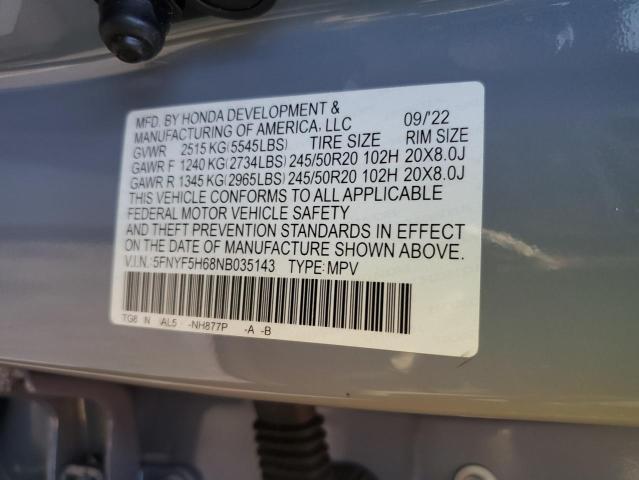 MFD. BY HONDA DEVELOPMENT & 09/'22
MANUFACTURING OF AMERICA, LLC
GVWR 2515 KG (5545LBS) TIRE SIZE RIM SIZE
GAWR F 1240 KG (2734LBS) 245/50R20 102H 20X8.0J
GAWR R 1345 KG (2965LBS) 245/50R20 102H 20X8.0J
THIS VEHICLE CONFORMS TO ALL APPLICABLE
FEDERAL MOTOR VEHICLE SAFETY
AND THEFT PREVENTION STANDARDS IN EFFECT
ON THE DATE OF MANUFACTURE SHOWN ABOVE.
V.I.N.:5FNYF5H68NB035143 TYPE:MPV
TG8 IN AL5 -NH877P -A -B